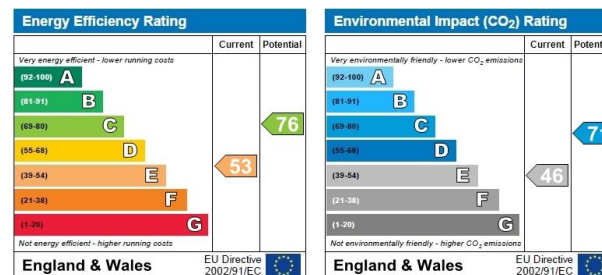 Energy Efficiency Rating
Current Potential
Very energy efficient - lower running costs
(92-100) A
(81-91) B
(69-80) C
76
(55-68) D
(39-54) E
53
(21-38) F
(1-20) G
Not energy efficient - higher running costs
England & Wales
EU Directive
2002/91/EC
Environmental Impact (CO₂) Rating
Current Potent
Very environmentally friendly - lower CO₂ emissions
(92-100) A
(81-91) B
(69-80) C
71
(55-68) D
(39-54) E
46
(21-38) F
(1-20) G
Not environmentally friendly - higher CO₂ emissions
England & Wales
EU Directive
2002/91/EC